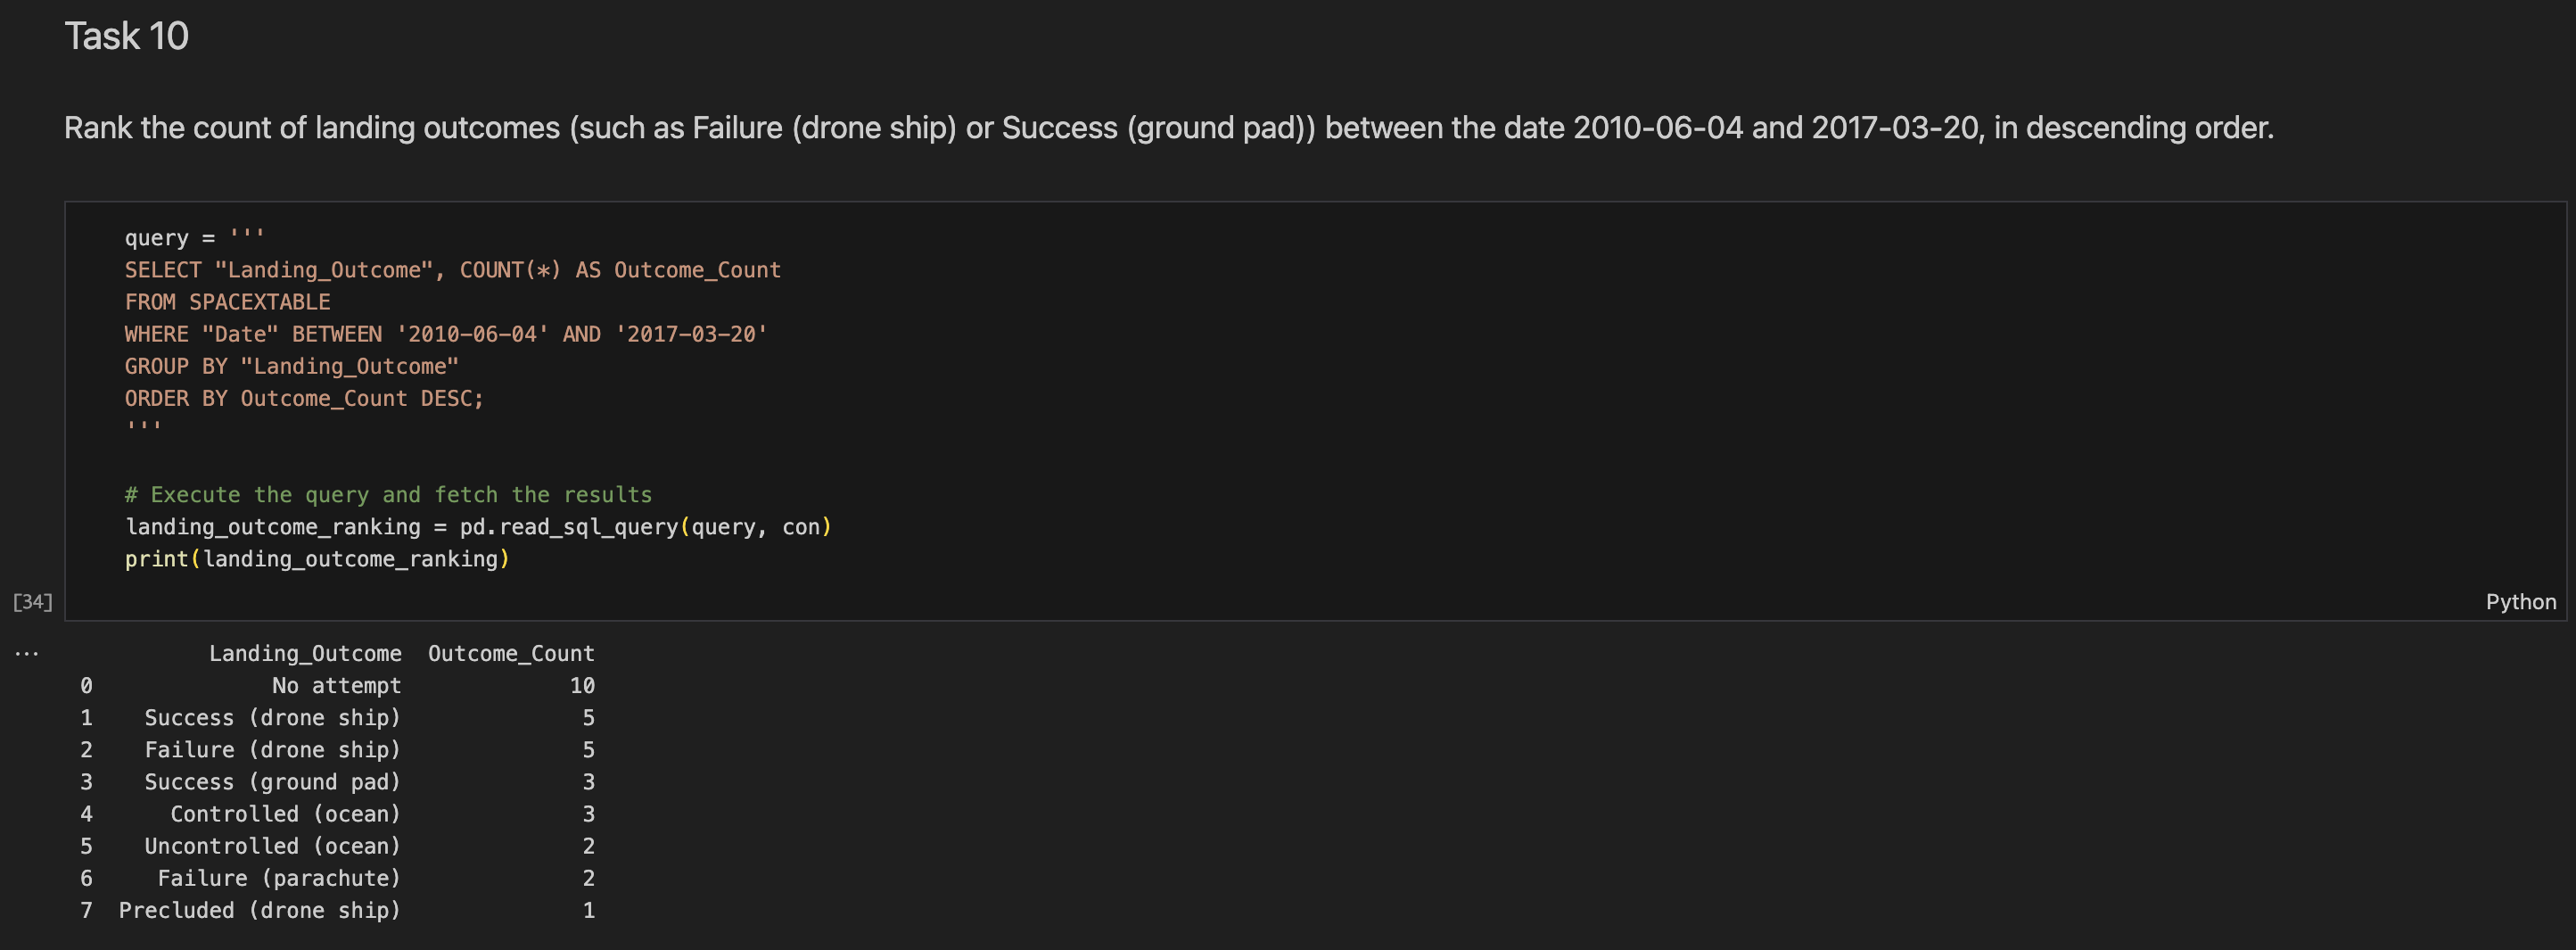 Task 10
Rank the count of landing outcomes (such as Failure (drone ship) or Success (ground pad)) between the date 2010-06-04 and 2017-03-20, in descending order.
query = '''
SELECT "Landing_Outcome", COUNT(*) AS Outcome_Count
FROM SPACEXTABLE
WHERE "Date" BETWEEN '2010-06-04' AND '2017-03-20'
GROUP BY "Landing_Outcome"
ORDER BY Outcome_Count DESC;
'''
# Execute the query and fetch the results
landing_outcome_ranking = pd.read_sql_query(query, con)
print(landing_outcome_ranking)
[34]
Python
...
Landing_Outcome Outcome_Count
0 No attempt 10
1 Success (drone ship) 5
2 Failure (drone ship) 5
3 Success (ground pad) 3
4 Controlled (ocean) 3
5 Uncontrolled (ocean) 2
6 Failure (parachute) 2
7 Precluded (drone ship) 1